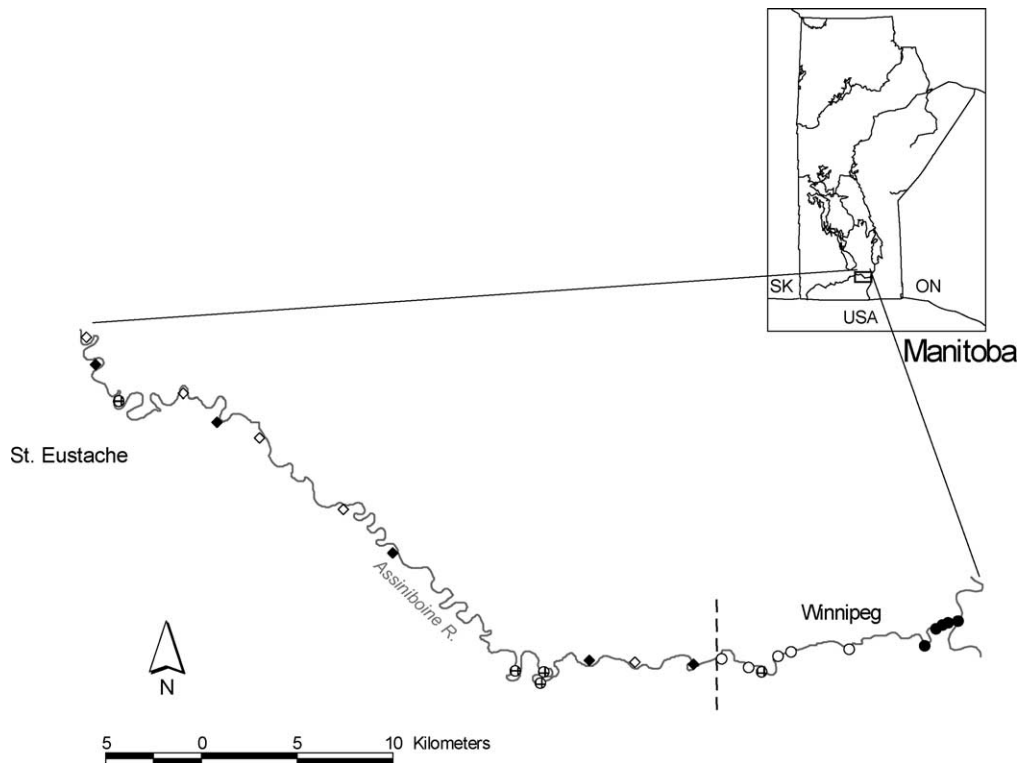 SK
ON
USA
Manitoba
St. Eustache
Assiniboine R.
Winnipeg
N
5 0 5 10 Kilometers